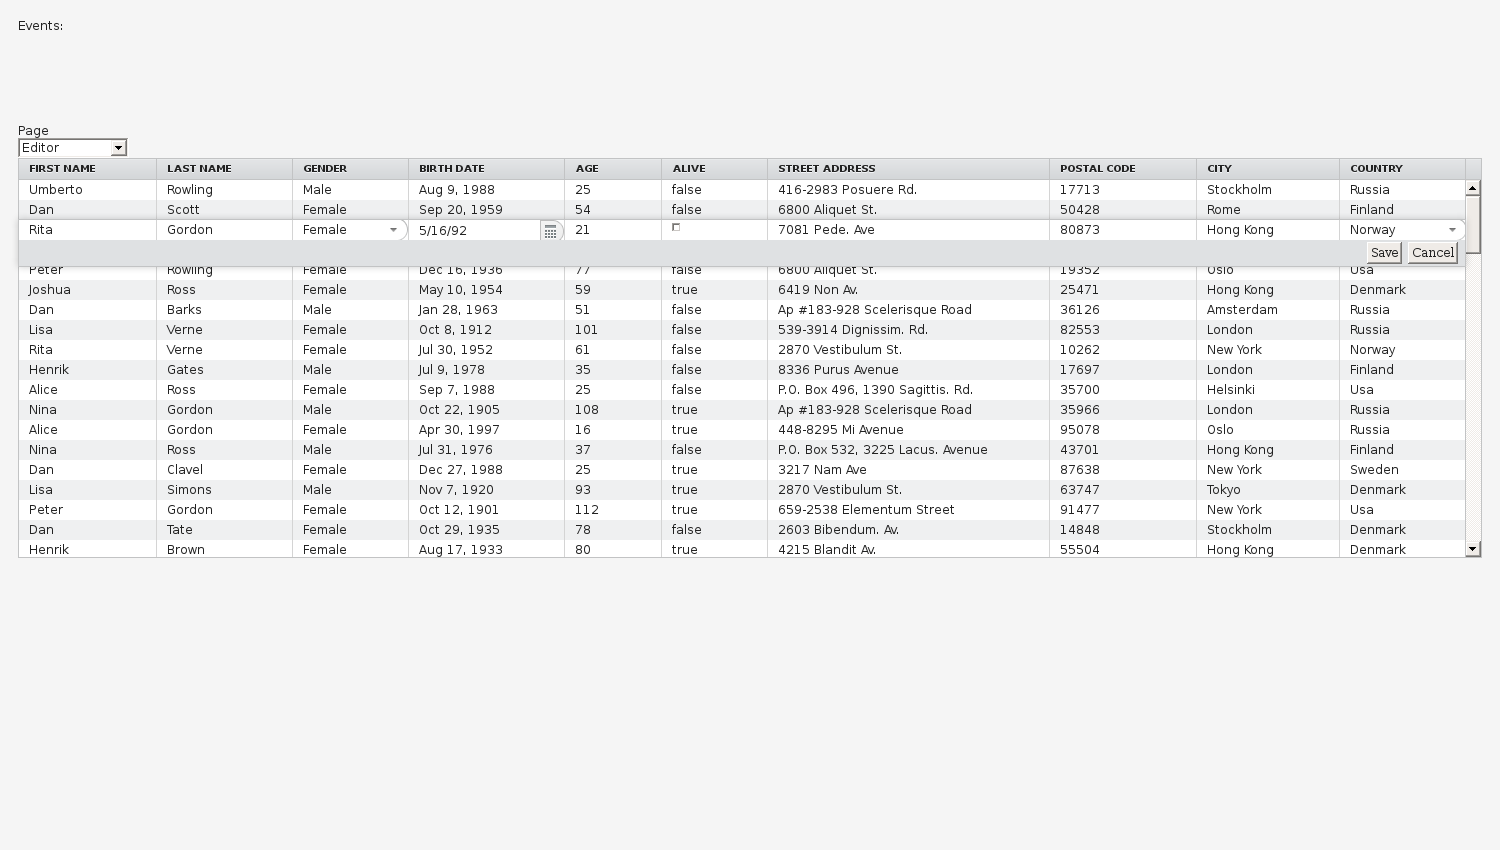 Events:
Page
Editor
FIRST NAME LAST NAME GENDER BIRTH DATE AGE ALIVE STREET ADDRESS POSTAL CODE CITY COUNTRY
Umberto Rowling Male Aug 9, 1988 25 false 416-2983 Posuere Rd. 17713 Stockholm Russia
Dan Scott Female Sep 20, 1959 54 false 6800 Aliquet St. 50428 Rome Finland
Rita Gordon Female 5/16/92 21 7081 Pede. Ave 80873 Hong Kong Norway
Save Cancel
Peter Rowling Female Dec 16, 1936 77 false 6800 Aliquet St. 19352 Oslo Usa
Joshua Ross Female May 10, 1954 59 true 6419 Non Av. 25471 Hong Kong Denmark
Dan Barks Male Jan 28, 1963 51 false Ap #183-928 Scelerisque Road 36126 Amsterdam Russia
Lisa Verne Female Oct 8, 1912 101 false 539-3914 Dignissim. Rd. 82553 London Russia
Rita Verne Female Jul 30, 1952 61 false 2870 Vestibulum St. 10262 New York Norway
Henrik Gates Male Jul 9, 1978 35 false 8336 Purus Avenue 17697 London Finland
Alice Ross Female Sep 7, 1988 25 false P.O. Box 496, 1390 Sagittis. Rd. 35700 Helsinki Usa
Nina Gordon Male Oct 22, 1905 108 true Ap #183-928 Scelerisque Road 35966 London Russia
Alice Gordon Female Apr 30, 1997 16 true 448-8295 Mi Avenue 95078 Oslo Russia
Nina Ross Male Jul 31, 1976 37 false P.O. Box 532, 3225 Lacus. Avenue 43701 Hong Kong Finland
Dan Clavel Female Dec 27, 1988 25 true 3217 Nam Ave 87638 New York Sweden
Lisa Simons Male Nov 7, 1920 93 true 2870 Vestibulum St. 63747 Tokyo Denmark
Peter Gordon Female Oct 12, 1901 112 true 659-2538 Elementum Street 91477 New York Usa
Dan Tate Female Oct 29, 1935 78 false 2603 Bibendum. Av. 14848 Stockholm Denmark
Henrik Brown Female Aug 17, 1933 80 true 4215 Blandit Av. 55504 Hong Kong Denmark